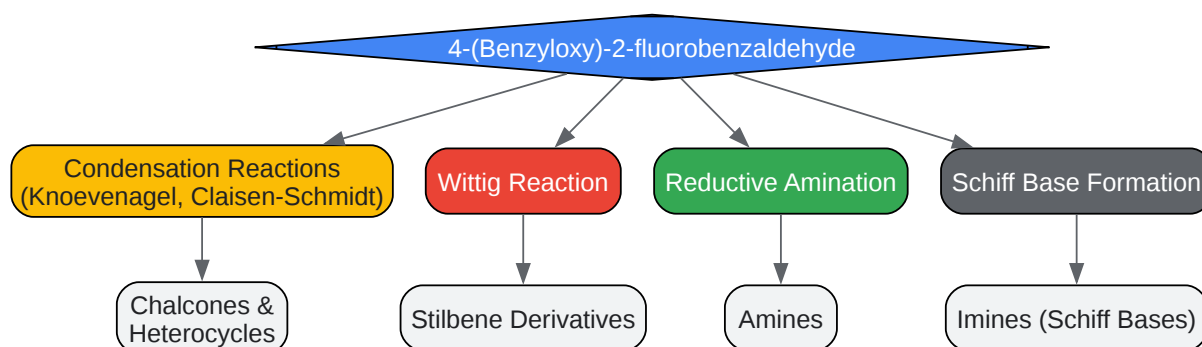 4-(Benzyloxy)-2-fluorobenzaldehyde
Condensation Reactions
(Knoevenagel, Claisen-Schmidt)
Wittig Reaction
Reductive Amination
Schiff Base Formation
Chalcones &
Heterocycles
Stilbene Derivatives
Amines
Imines (Schiff Bases)